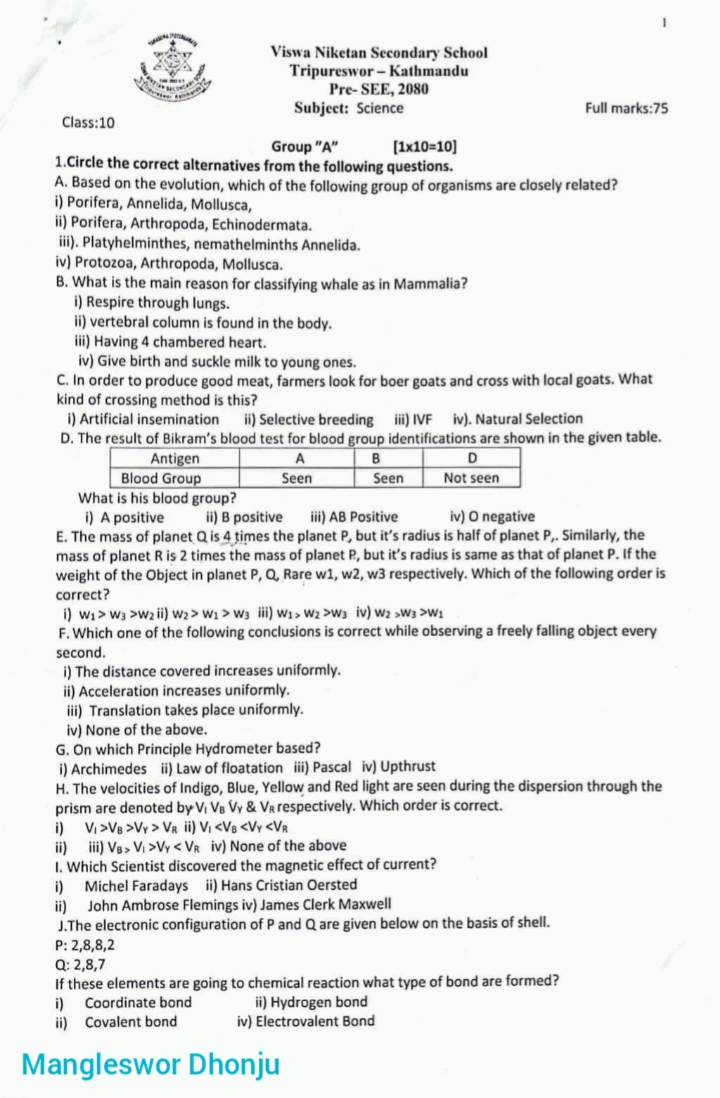 1
Viswa Niketan Secondary School
Tripureswor – Kathmandu
Pre- SEE, 2080
Subject: Science
Full marks:75
Class:10
Group "A" [1x10=10]
1.Circle the correct alternatives from the following questions.
A. Based on the evolution, which of the following group of organisms are closely related?
i) Porifera, Annelida, Mollusca,
ii) Porifera, Arthropoda, Echinodermata.
iii). Platyhelminthes, nemathelminths Annelida.
iv) Protozoa, Arthropoda, Mollusca.
B. What is the main reason for classifying whale as in Mammalia?
i) Respire through lungs.
ii) vertebral column is found in the body.
iii) Having 4 chambered heart.
iv) Give birth and suckle milk to young ones.
C. In order to produce good meat, farmers look for boer goats and cross with local goats. What
kind of crossing method is this?
i) Artificial insemination ii) Selective breeding iii) IVF iv). Natural Selection
D. The result of Bikram's blood test for blood group identifications are shown in the given table.
Antigen A B D
Blood Group Seen Seen Not seen
What is his blood group?
i) A positive ii) B positive iii) AB Positive iv) O negative
E. The mass of planet Q is 4 times the planet P, but it's radius is half of planet P,. Similarly, the
mass of planet R is 2 times the mass of planet P, but it's radius is same as that of planet P. If the
weight of the Object in planet P, Q, Rare w1, w2, w3 respectively. Which of the following order is
correct?
i) W₁ > W₃ >W₂ ii) W₂ > W₁ > W₃ iii) W₁ > W₂ >W₃ iv) W₂ >W₃ >W₁
F. Which one of the following conclusions is correct while observing a freely falling object every
second.
i) The distance covered increases uniformly.
ii) Acceleration increases uniformly.
iii) Translation takes place uniformly.
iv) None of the above.
G. On which Principle Hydrometer based?
i) Archimedes ii) Law of floatation iii) Pascal iv) Upthrust
H. The velocities of Indigo, Blue, Yellow and Red light are seen during the dispersion through the
prism are denoted by V_I V_B V_Y & V_R respectively. Which order is correct.
i) V_I >V_B >V_Y > V_R ii) V_I <V_B <V_Y <V_R
ii) iii) V_B > V_I >V_Y < V_R iv) None of the above
I. Which Scientist discovered the magnetic effect of current?
i) Michel Faradays ii) Hans Cristian Oersted
ii) John Ambrose Flemings iv) James Clerk Maxwell
J.The electronic configuration of P and Q are given below on the basis of shell.
P: 2,8,8,2
Q: 2,8,7
If these elements are going to chemical reaction what type of bond are formed?
i) Coordinate bond ii) Hydrogen bond
ii) Covalent bond iv) Electrovalent Bond
Mangleswor Dhonju